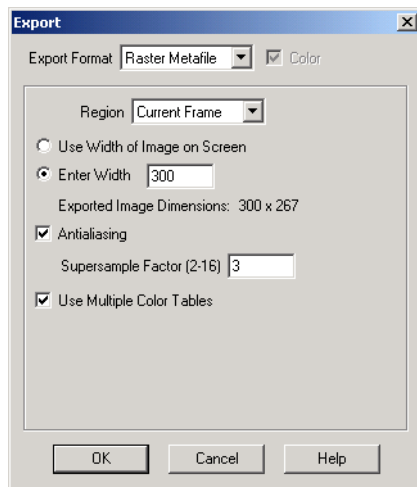 Export
Export Format Raster Metafile Color
Region Current Frame
Use Width of Image on Screen
Enter Width 300
Exported Image Dimensions: 300 x 267
Antialiasing
Supersample Factor (2-16) 3
Use Multiple Color Tables
OK Cancel Help